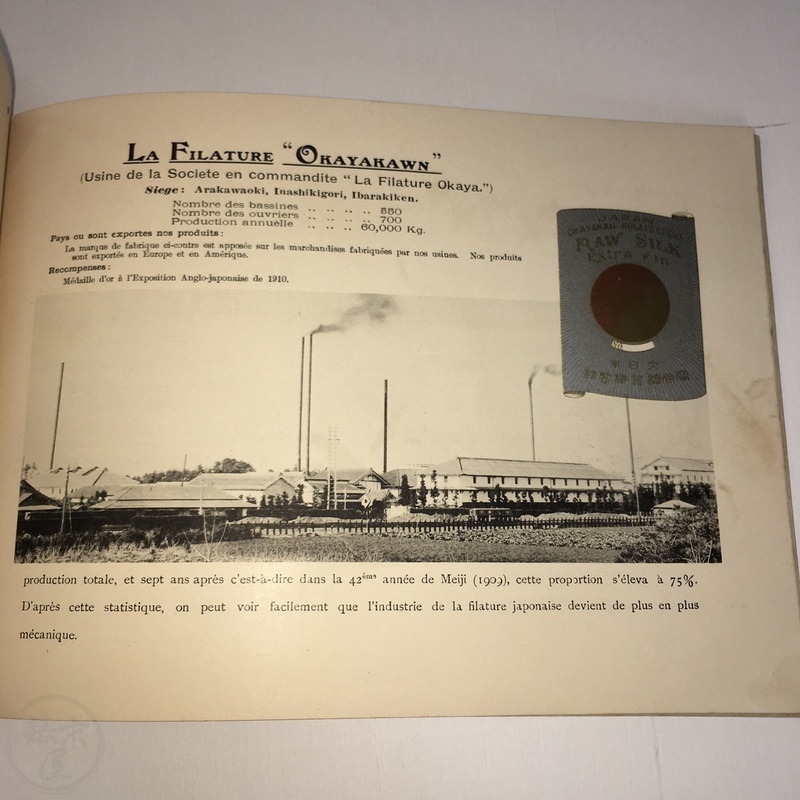 LA FILATURE "OKAYAKAWN"
(Usine de la Societe en commandite "La Filature Okaya.")
Siege: Arakawaoki, Inashikigori, Ibarakiken.
Nombre des bassines .. .. .. .. 550
Nombre des ouvriers .. .. .. .. 700
Production annuelle .. .. .. 60,000 Kg.
Pays ou sont exportes nos produits:
La marque de fabrique ci-contre est apposée sur les marchandises fabriquées par nos usines. Nos produits
sont exportés en Europe et en Amérique.
Recompenses:
Médaille d'or à l'Exposition Anglo-japonaise de 1910.
JAPAN
OKAYAKAN
RAW SILK
Extra Fin
No.
production totale, et sept ans après c'est-à-dire dans la 42ème année de Meiji (1909), cette proportion s'éleva à 75%.
D'après cette statistique, on peut voir facilement que l'industrie de la filature japonaise devient de plus en plus
mécanique.